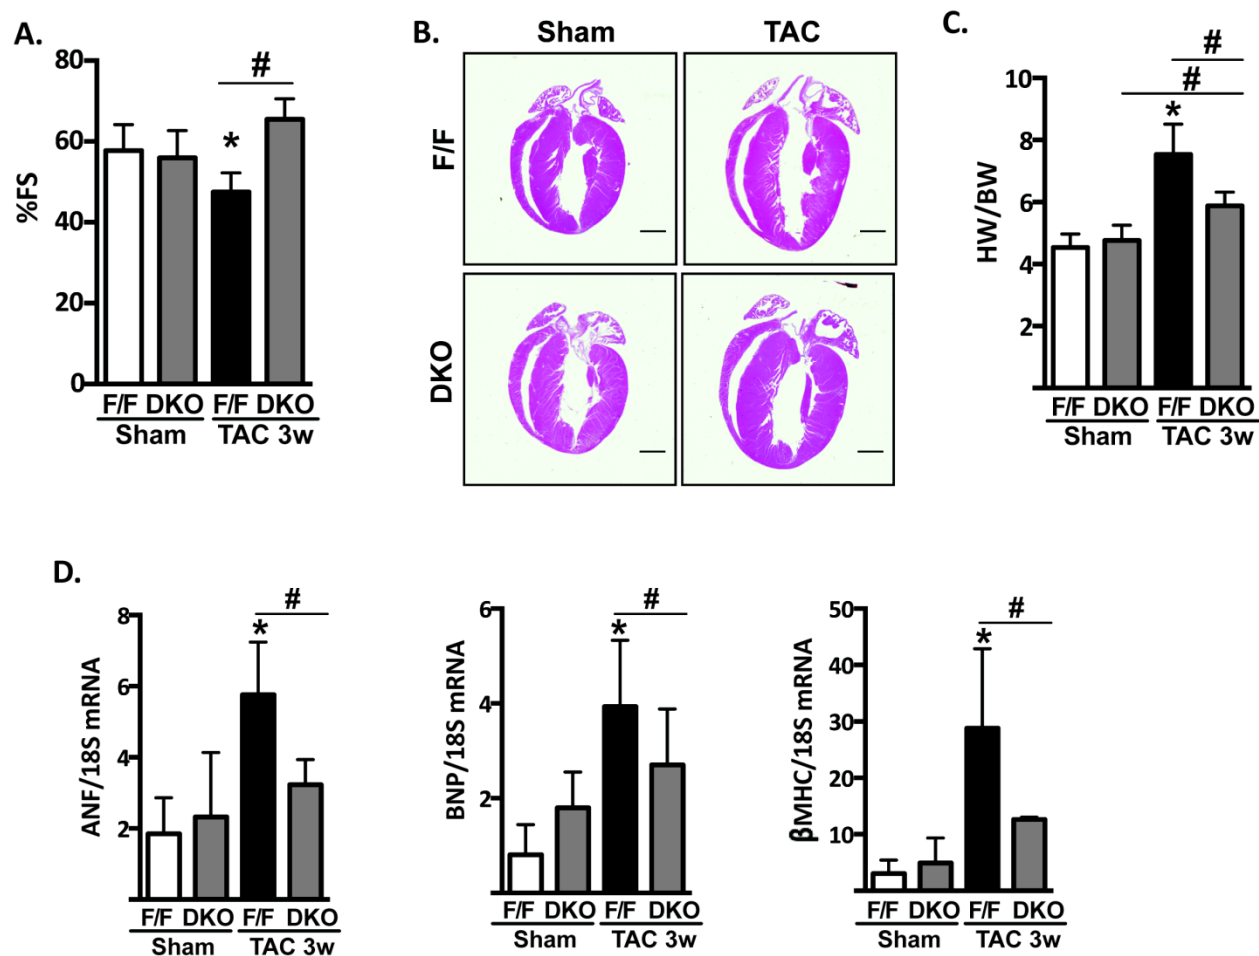 A.
%FS
80
60
40
20
0
*
#
F/F DKO F/F DKO
Sham TAC 3w
B.
Sham TAC
F/F
DKO
C.
HW/BW
10
8
6
4
2
#
#
*
F/F DKO F/F DKO
Sham TAC 3w
D.
ANF/18S mRNA
8
6
4
2
#
*
F/F DKO F/F DKO
Sham TAC 3w
BNP/18S mRNA
6
4
2
#
*
F/F DKO F/F DKO
Sham TAC 3w
βMHC/18S mRNA
50
40
30
20
10
#
*
F/F DKO F/F DKO
Sham TAC 3w